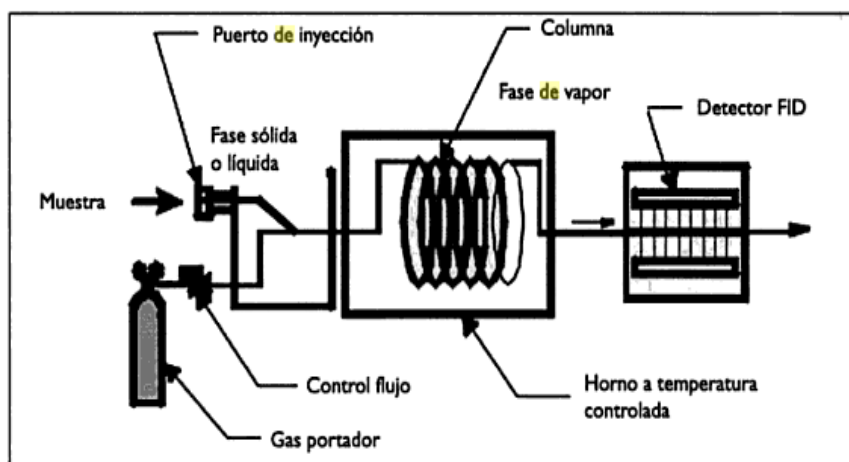 Puerto de inyección
Columna
Fase de vapor
Detector FID
Fase sólida
o líquida
Muestra
Control flujo
Horno a temperatura
controlada
Gas portador